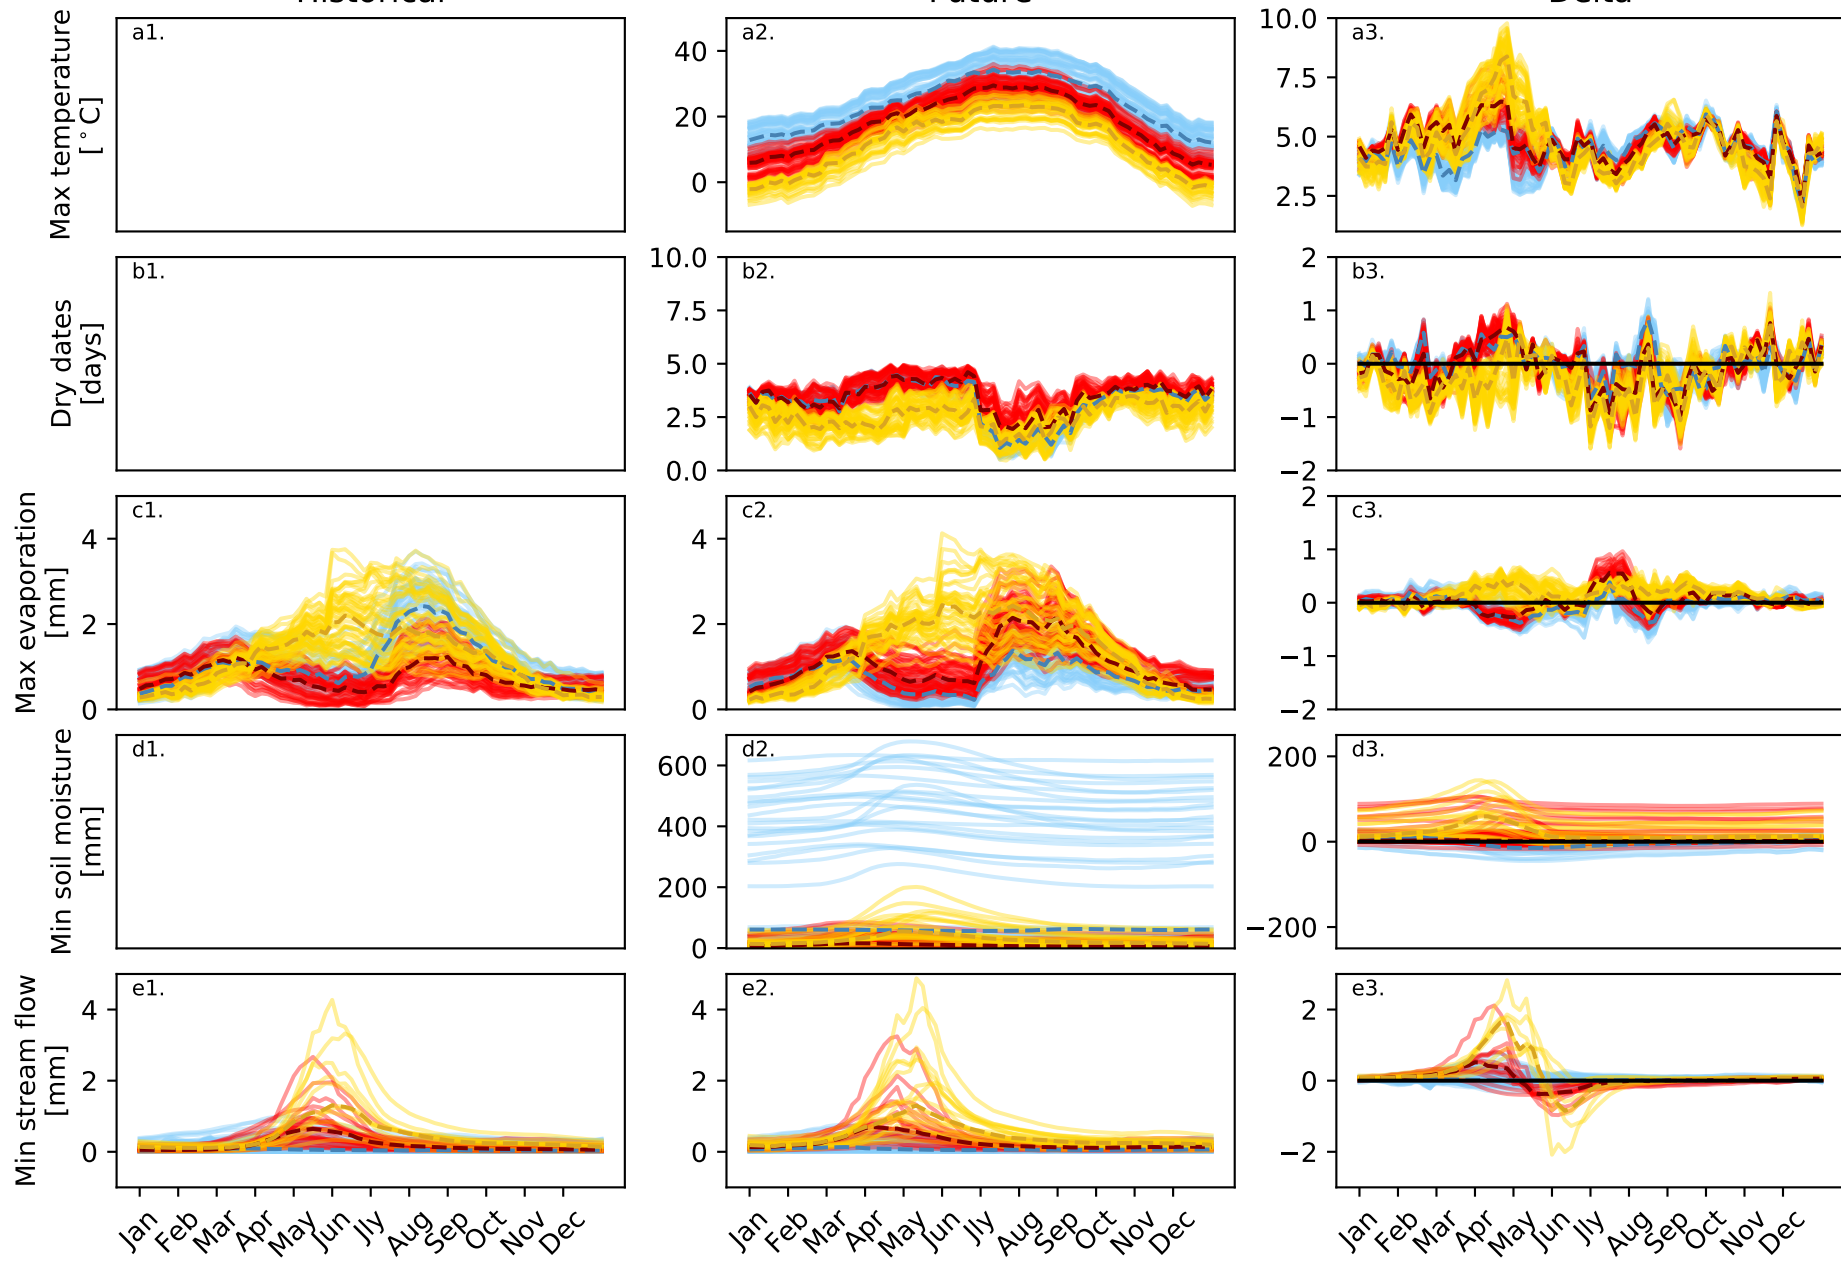 Historical Future Delta
Max temperature
[°C]
a1.
40
20
0
a2.
10.0
7.5
5.0
2.5
a3.
Dry dates
[days]
b1.
10.0
7.5
5.0
2.5
0.0
b2.
2
1
0
−1
−2
b3.
Max evaporation
[mm]
4
2
0
c1.
4
2
0
c2.
2
1
0
−1
−2
c3.
Min soil moisture
[mm]
d1.
600
400
200
0
d2.
200
0
−200
d3.
Min stream flow
[mm]
4
2
0
e1.
4
2
0
e2.
2
0
−2
e3.
Jan Feb Mar Apr May Jun Jly Aug Sep Oct Nov Dec
Jan Feb Mar Apr May Jun Jly Aug Sep Oct Nov Dec
Jan Feb Mar Apr May Jun Jly Aug Sep Oct Nov Dec